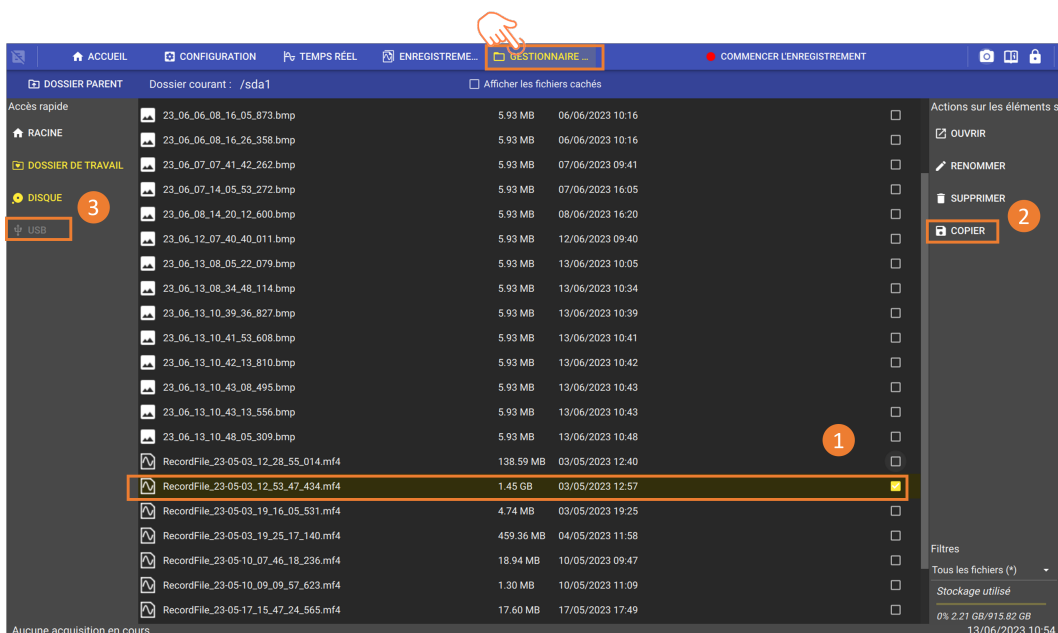 ACCUEIL CONFIGURATION TEMPS RÉEL ENREGISTREME... GESTIONNAIRE ... COMMENCER L'ENREGISTREMENT
DOSSIER PARENT Dossier courant : /sda1 Afficher les fichiers cachés
Accès rapide
RACINE
DOSSIER DE TRAVAIL
DISQUE
3
USB
23_06_06_08_16_05_873.bmp 5.93 MB 06/06/2023 10:16
23_06_06_08_16_26_358.bmp 5.93 MB 06/06/2023 10:16
23_06_07_07_41_42_262.bmp 5.93 MB 07/06/2023 09:41
23_06_07_14_05_53_272.bmp 5.93 MB 07/06/2023 16:05
23_06_08_14_20_12_600.bmp 5.93 MB 08/06/2023 16:20
23_06_12_07_40_40_011.bmp 5.93 MB 12/06/2023 09:40
23_06_13_08_05_22_079.bmp 5.93 MB 13/06/2023 10:05
23_06_13_08_34_48_114.bmp 5.93 MB 13/06/2023 10:34
23_06_13_10_39_36_827.bmp 5.93 MB 13/06/2023 10:39
23_06_13_10_41_53_608.bmp 5.93 MB 13/06/2023 10:41
23_06_13_10_42_13_810.bmp 5.93 MB 13/06/2023 10:42
23_06_13_10_43_08_495.bmp 5.93 MB 13/06/2023 10:43
23_06_13_10_43_13_556.bmp 5.93 MB 13/06/2023 10:43
23_06_13_10_48_05_309.bmp 5.93 MB 13/06/2023 10:48
1
RecordFile_23-05-03_12_28_55_014.mf4 138.59 MB 03/05/2023 12:40
RecordFile_23-05-03_12_53_47_434.mf4 1.45 GB 03/05/2023 12:57
RecordFile_23-05-03_19_16_05_531.mf4 4.74 MB 03/05/2023 19:25
RecordFile_23-05-03_19_25_17_140.mf4 459.36 MB 04/05/2023 11:58
RecordFile_23-05-10_07_46_18_236.mf4 18.94 MB 10/05/2023 09:47
RecordFile_23-05-10_09_09_57_623.mf4 1.30 MB 10/05/2023 11:09
RecordFile_23-05-17_15_47_24_565.mf4 17.60 MB 17/05/2023 17:49
Actions sur les éléments s
OUVRIR
RENOMMER
SUPPRIMER
2
COPIER
Filtres
Tous les fichiers (*)
Stockage utilisé
0% 2.21 GB/915.82 GB
Aucune acquisition en cours 13/06/2023 10:54